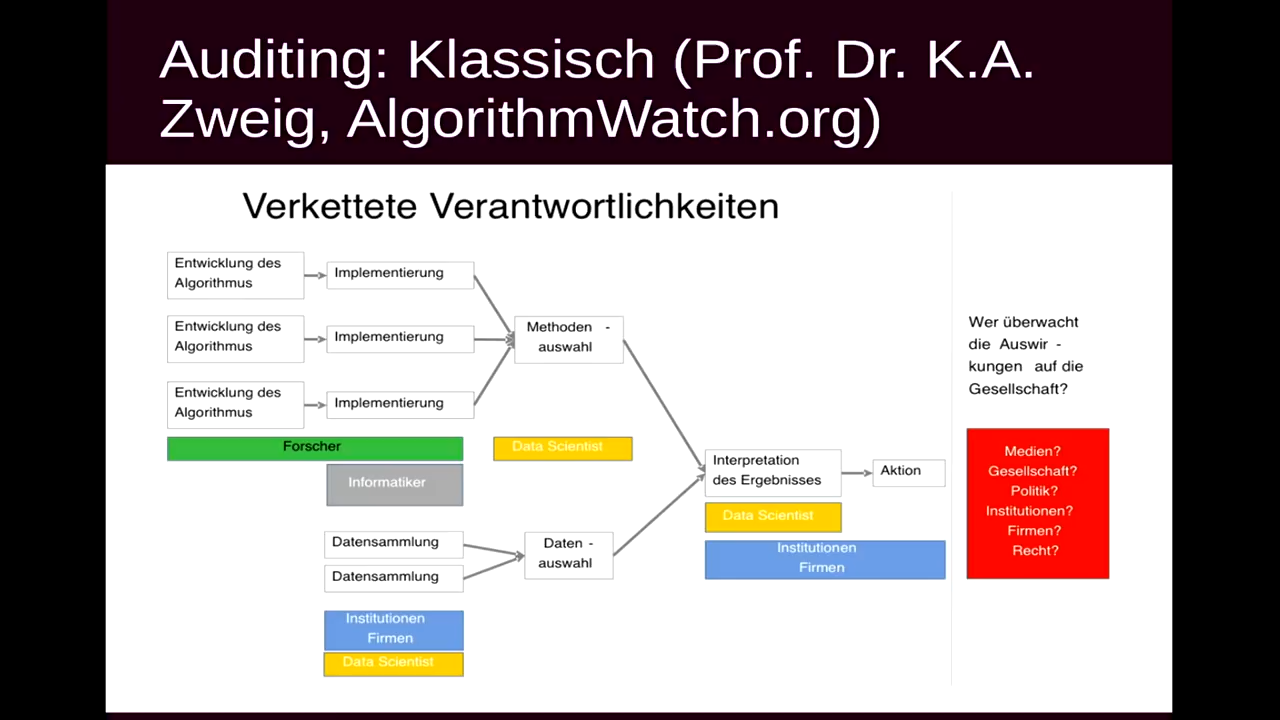 Auditing: Klassisch (Prof. Dr. K.A.
Zweig, AlgorithmWatch.org)
Verkettete Verantwortlichkeiten
Entwicklung des
Algorithmus
Implementierung
Entwicklung des
Algorithmus
Implementierung
Entwicklung des
Algorithmus
Implementierung
Methoden -
auswahl
Forscher
Data Scientist
Informatiker
Datensammlung
Datensammlung
Daten -
auswahl
Institutionen
Firmen
Data Scientist
Interpretation
des Ergebnisses
Aktion
Data Scientist
Institutionen
Firmen
Wer überwacht
die Auswir -
kungen auf die
Gesellschaft?
Medien?
Gesellschaft?
Politik?
Institutionen?
Firmen?
Recht?